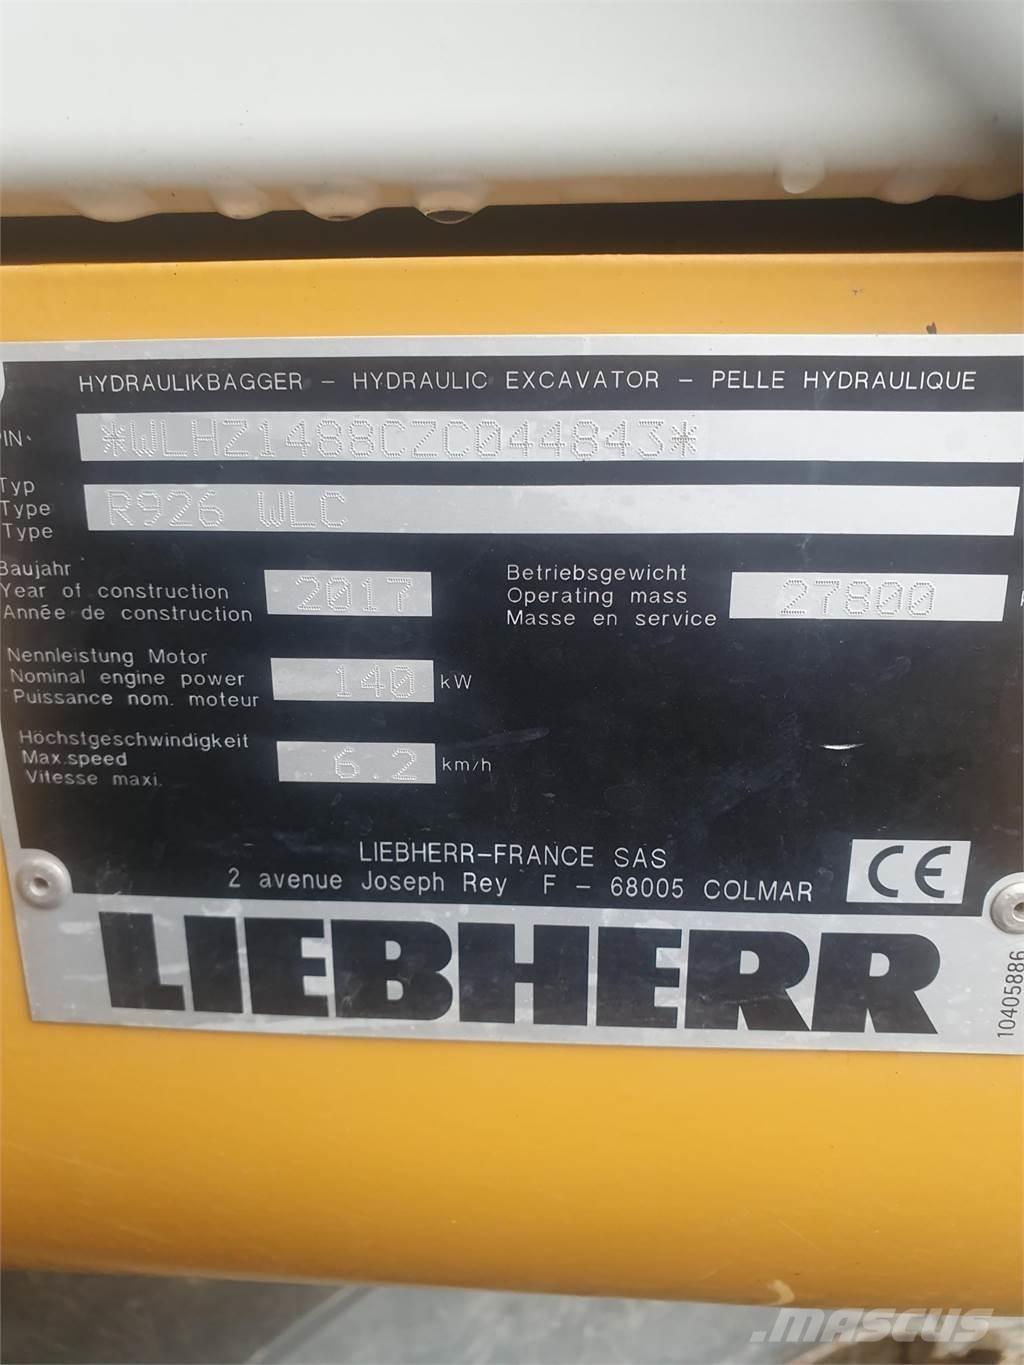 HYDRAULIKBAGGER – HYDRAULIC EXCAVATOR – PELLE HYDRAULIQUE
PIN. *WLHZ1488CZC044843*
Typ
Type R926 WLC
Type
Baujahr
Year of construction 2017
Année de construction
Betriebsgewicht
Operating mass 27800
Masse en service
Nennleistung Motor
Nominal engine power 140 kW
Puissance nom. moteur
Höchstgeschwindigkeit
Max.speed 6.2 km/h
Vitesse maxi.
LIEBHERR–FRANCE SAS
2 avenue Joseph Rey F – 68005 COLMAR
CE
LIEBHERR
10405886
MASCUS